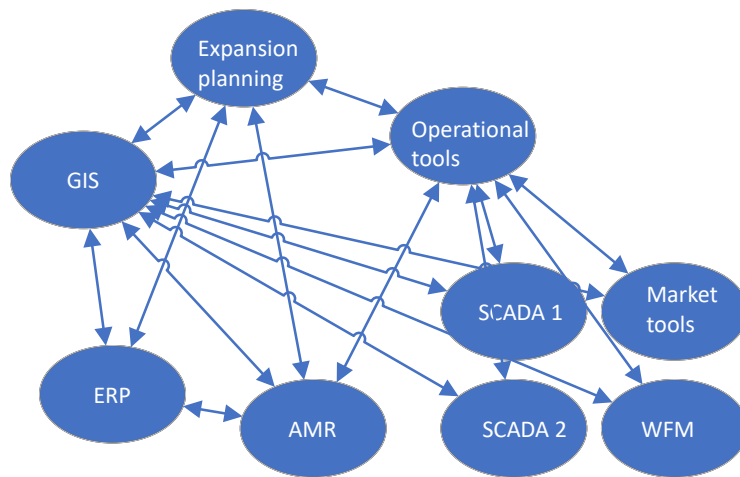 Expansion
planning
Operational
tools
GIS
SCADA 1
Market
tools
ERP
AMR
SCADA 2
WFM